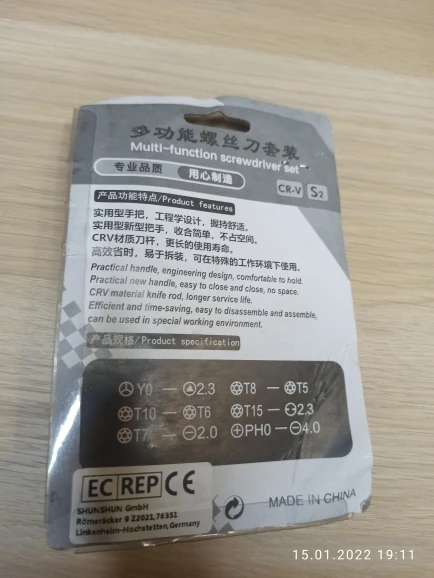 多功能螺丝刀套装
Multi-function screwdriver set
专业品质 用心制造
CR-V S2
产品功能特点/Product features
实用型手把，工程学设计，握持舒适。
实用型新型把手，收合简单，不占空间。
CRV材质刀杆，更长的使用寿命。
高效省时，易于拆装，可在特殊的工作环境下使用。
Practical handle, engineering design, comfortable to hold.
Practical new handle, easy to close and close, no space.
CRV material knife rod, longer service life.
Efficient and time-saving, easy to disassemble and assemble,
can be used in special working environment.
产品规格/Product specification
Y0 — 2.3 T8 — T5
T10 — T6 T15 — 2.3
T7 — 2.0 PH0 — 4.0
EC REP CE
SHUNSHUN GmbH
Römeräcker 9 Z2021,76351
Linkenheim-Hochstetten,Germany
MADE IN CHINA
15.01.2022 19:11